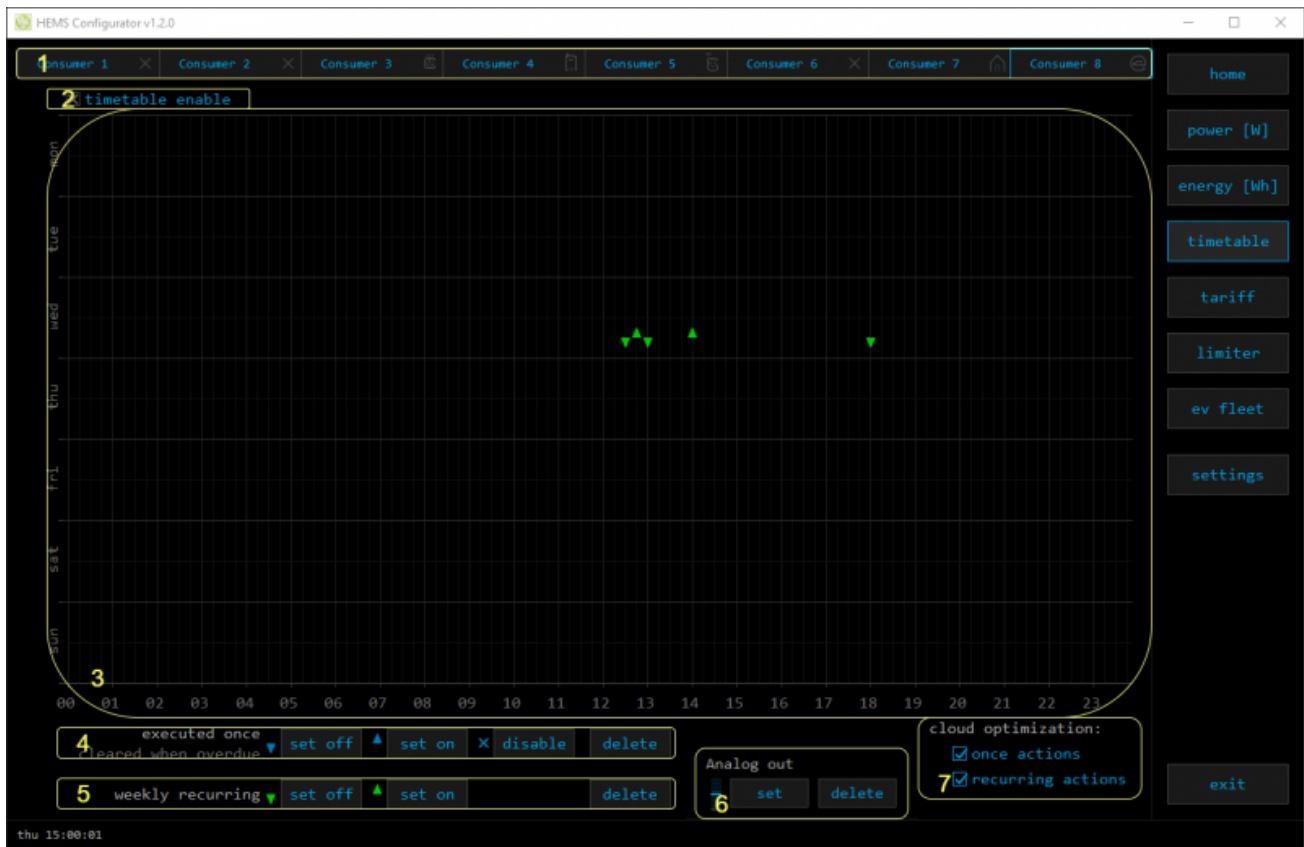 HEMS Configurator v1.2.0
1 Consumer 1 Consumer 2 Consumer 3 Consumer 4 Consumer 5 Consumer 6 Consumer 7 Consumer 8
home
2 timetable enable
power [W]
energy [Wh]
timetable
tariff
limiter
ev fleet
settings
mon
tue
wed
thu
fri
sat
sun
3
00 01 02 03 04 05 06 07 08 09 10 11 12 13 14 15 16 17 18 19 20 21 22 23
4 executed once
cleared when overdue
set off set on disable delete
5 weekly recurring set off set on delete
Analog out
6 set delete
cloud optimization:
once actions
7 recurring actions
exit
thu 15:00:01